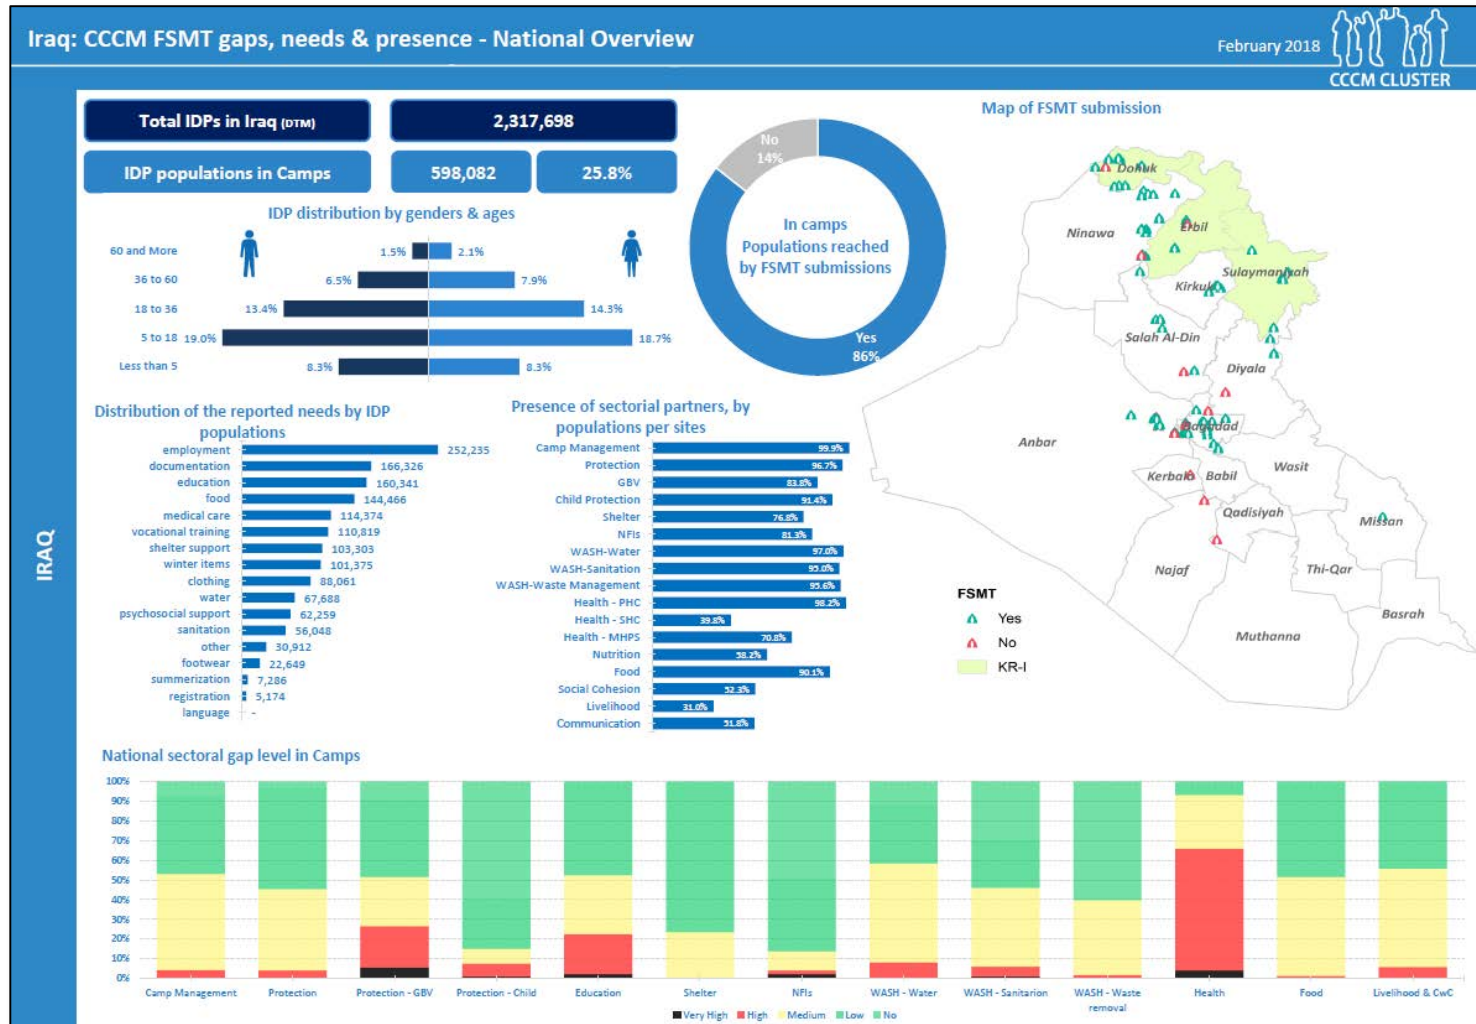 Iraq: CCCM FSMT gaps, needs & presence - National Overview
February 2018
CCCM CLUSTER
IRAQ
Total IDPs in Iraq (DTM)
2,317,698
IDP populations in Camps
598,082
25.8%
IDP distribution by genders & ages
60 and More
1.5%
2.1%
36 to 60
6.5%
7.9%
18 to 36
13.4%
14.3%
5 to 18
19.0%
18.7%
Less than 5
8.3%
8.3%
No
14%
In camps
Populations reached
by FSMT submissions
Yes
86%
Map of FSMT submission
Dohuk
Ninawa
Erbil
Sulaymaniyah
Kirkuk
Salah Al-Din
Diyala
Anbar
Baghdad
Wasit
Kerbala
Babil
Qadisiyah
Missan
Najaf
Thi-Qar
Basrah
Muthanna
FSMT
Yes
No
KR-I
Distribution of the reported needs by IDP
populations
employment 252,235
documentation 166,326
education 160,341
food 144,466
medical care 114,374
vocational training 110,819
shelter support 103,303
winter items 101,375
clothing 88,061
water 67,688
psychosocial support 62,259
sanitation 56,048
other 30,912
footwear 22,649
summerization 7,286
registration 5,174
language -
Presence of sectorial partners, by
populations per sites
Camp Management 99.9%
Protection 96.7%
GBV 83.8%
Child Protection 91.4%
Shelter 76.8%
NFIs 81.3%
WASH-Water 97.0%
WASH-Sanitation 95.0%
WASH-Waste Management 95.6%
Health - PHC 98.2%
Health - SHC 39.8%
Health - MHPS 70.8%
Nutrition 58.2%
Food 90.1%
Social Cohesion 52.3%
Livelihood 31.0%
Communication 51.8%
National sectoral gap level in Camps
100%
90%
80%
70%
60%
50%
40%
30%
20%
10%
0%
Camp Management
Protection
Protection - GBV
Protection - Child
Education
Shelter
NFIs
WASH - Water
WASH - Sanitarion
WASH - Waste
removal
Health
Food
Livelihood & CwC
Very High
High
Medium
Low
No